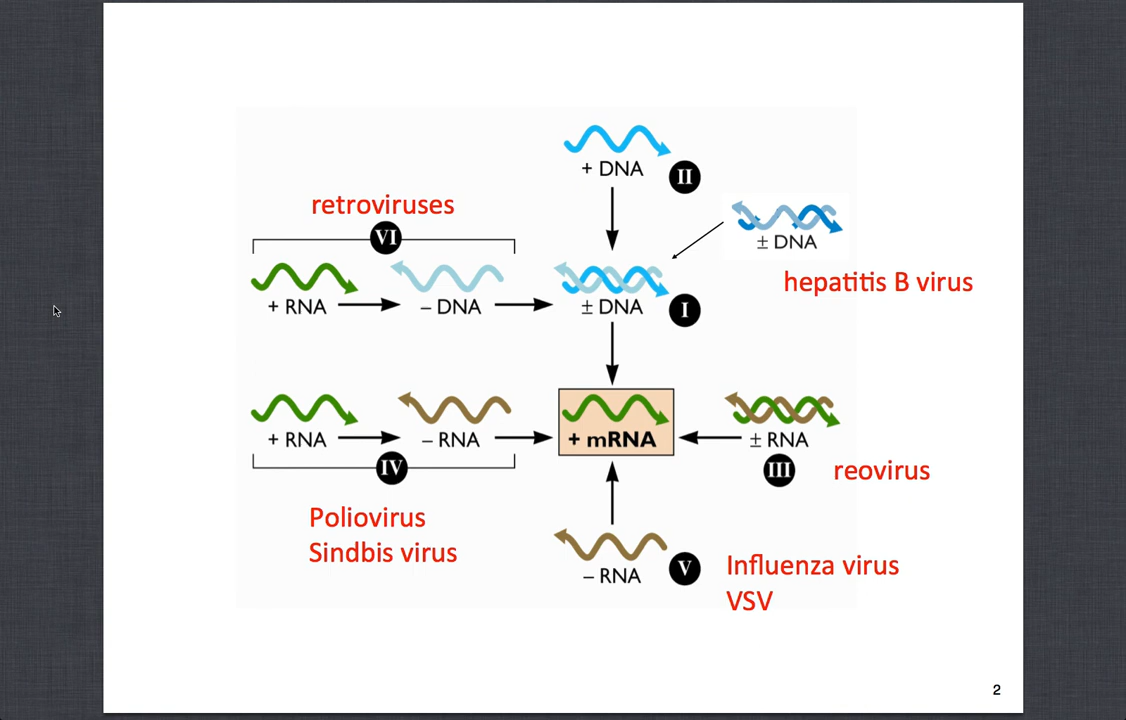 + DNA
II
retroviruses
VI
± DNA
hepatitis B virus
+ RNA
– DNA
± DNA
I
+ RNA
– RNA
+ mRNA
± RNA
IV
III
reovirus
Poliovirus
Sindbis virus
– RNA
V
Influenza virus
VSV
2